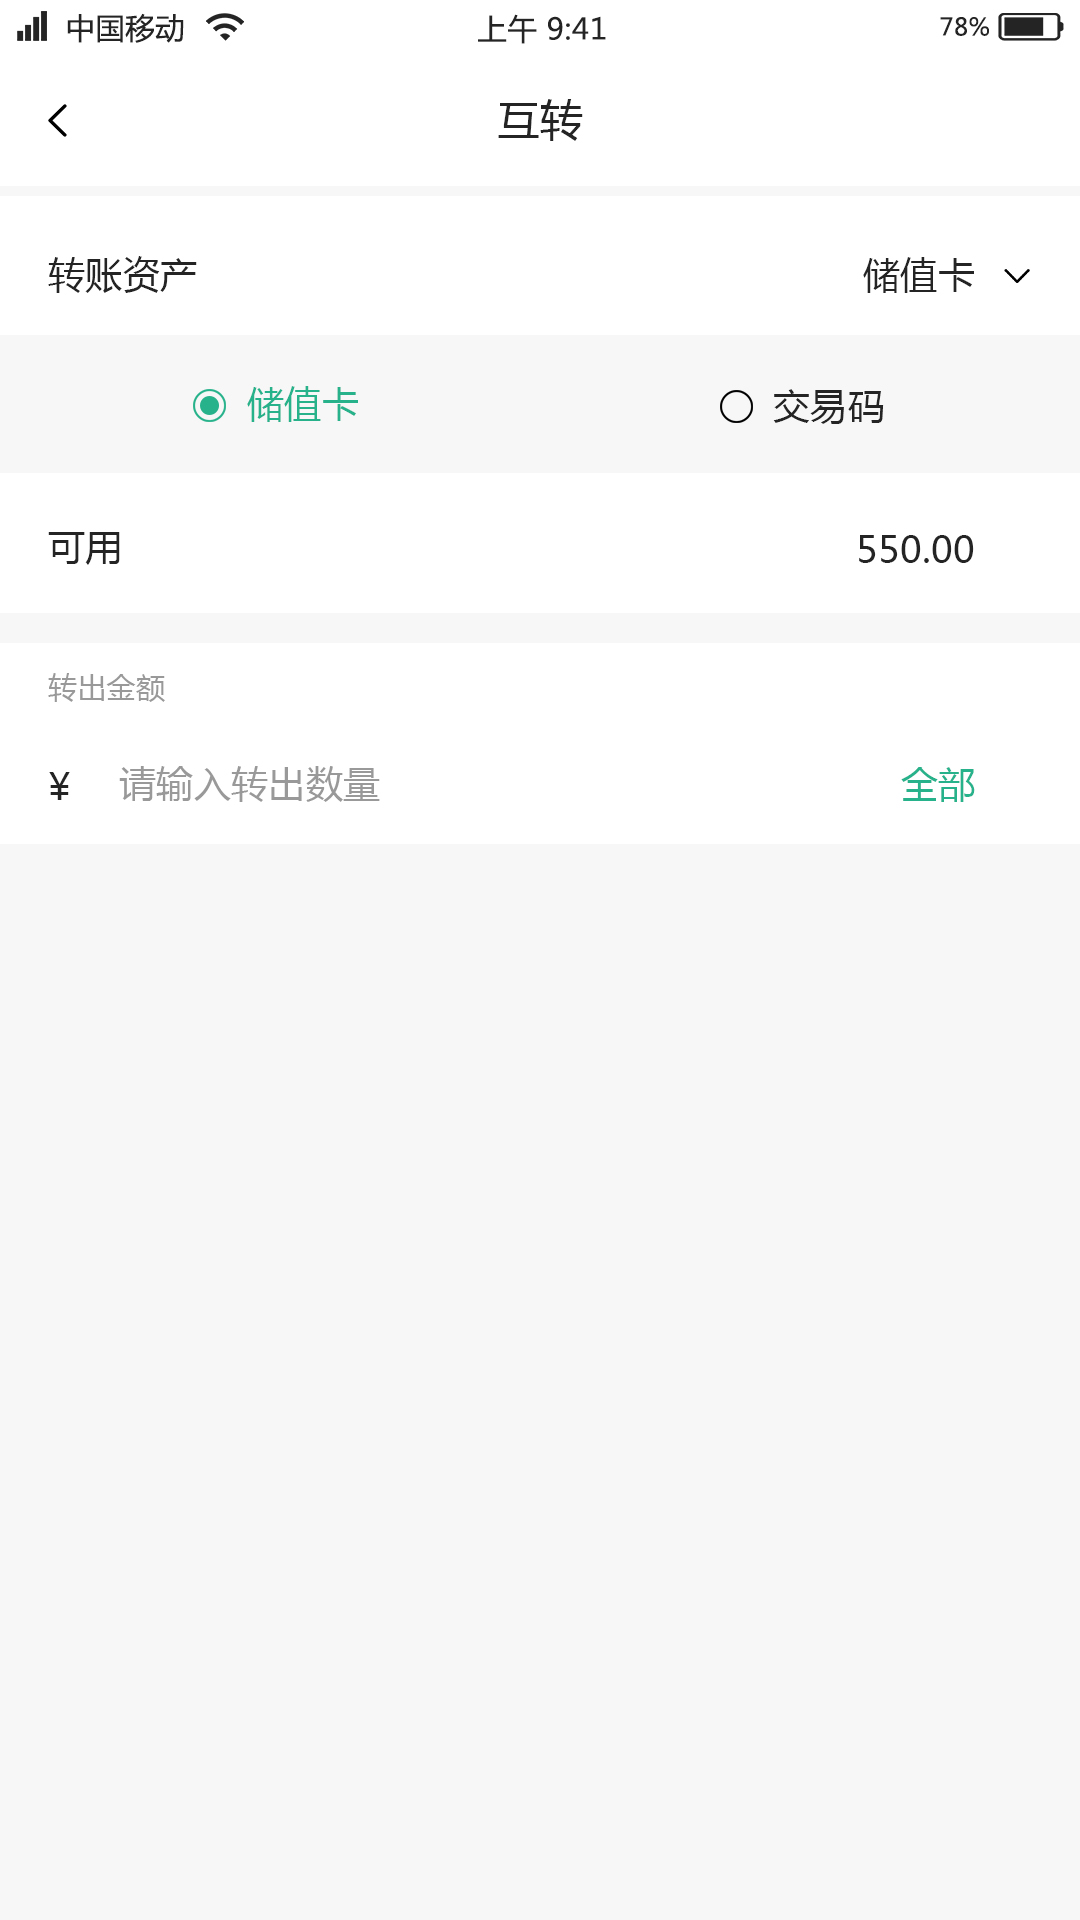 中国移动 上午 9:41 78%
互转
转账资产 储值卡
储值卡 交易码
可用 550.00
转出金额
¥ 请输入转出数量 全部